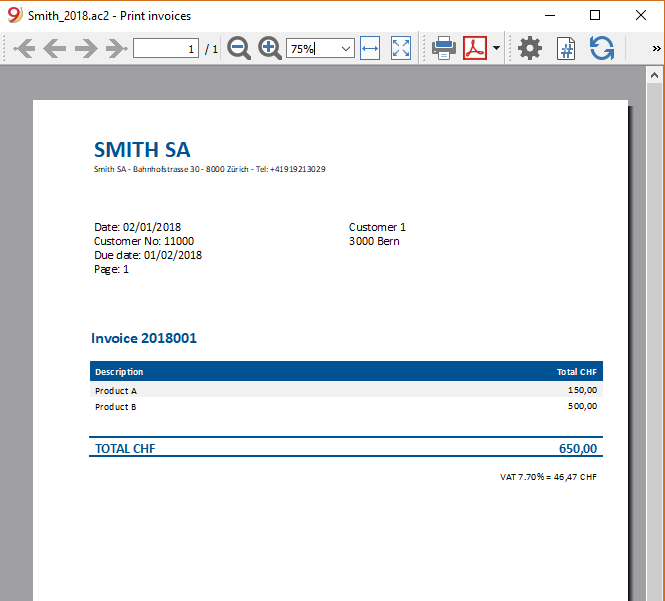 Smith_2018.ac2 - Print invoices
1 / 1 75%
SMITH SA
Smith SA - Bahnhofstrasse 30 - 8000 Zürich - Tel: +41919213029
Date: 02/01/2018 Customer 1
Customer No: 11000 3000 Bern
Due date: 01/02/2018
Page: 1
Invoice 2018001
Description Total CHF
Product A 150,00
Product B 500,00
TOTAL CHF 650,00
VAT 7.70% = 46,47 CHF